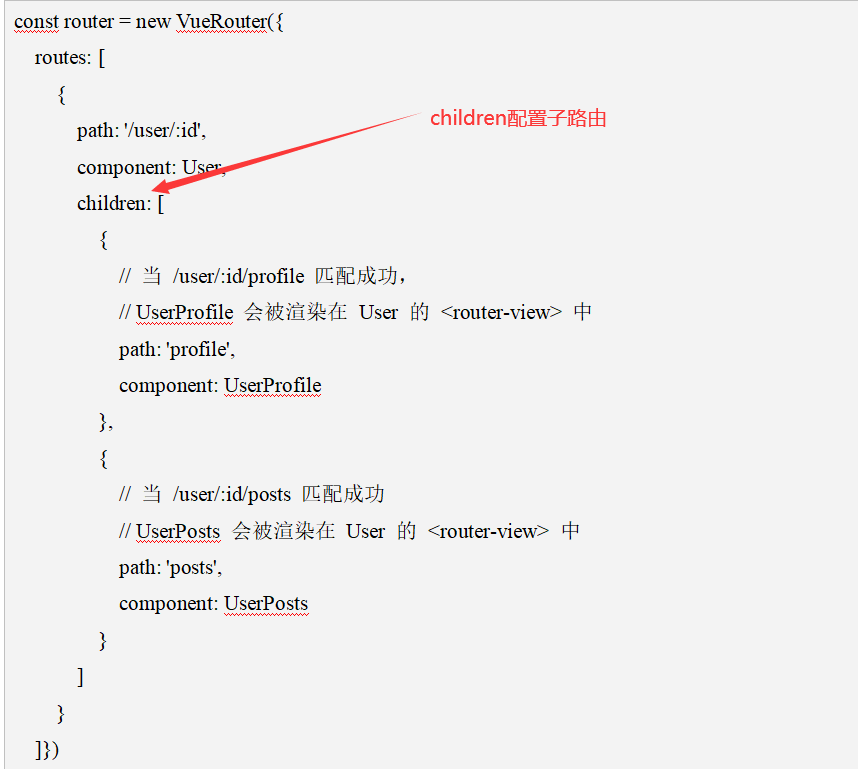 const router = new VueRouter({
routes: [
{
path: '/user/:id',
children配置子路由
component: User,
children: [
{
// 当 /user/:id/profile 匹配成功，
// UserProfile 会被渲染在 User 的 <router-view> 中
path: 'profile',
component: UserProfile
},
{
// 当 /user/:id/posts 匹配成功
// UserPosts 会被渲染在 User 的 <router-view> 中
path: 'posts',
component: UserPosts
}
]
}
]})